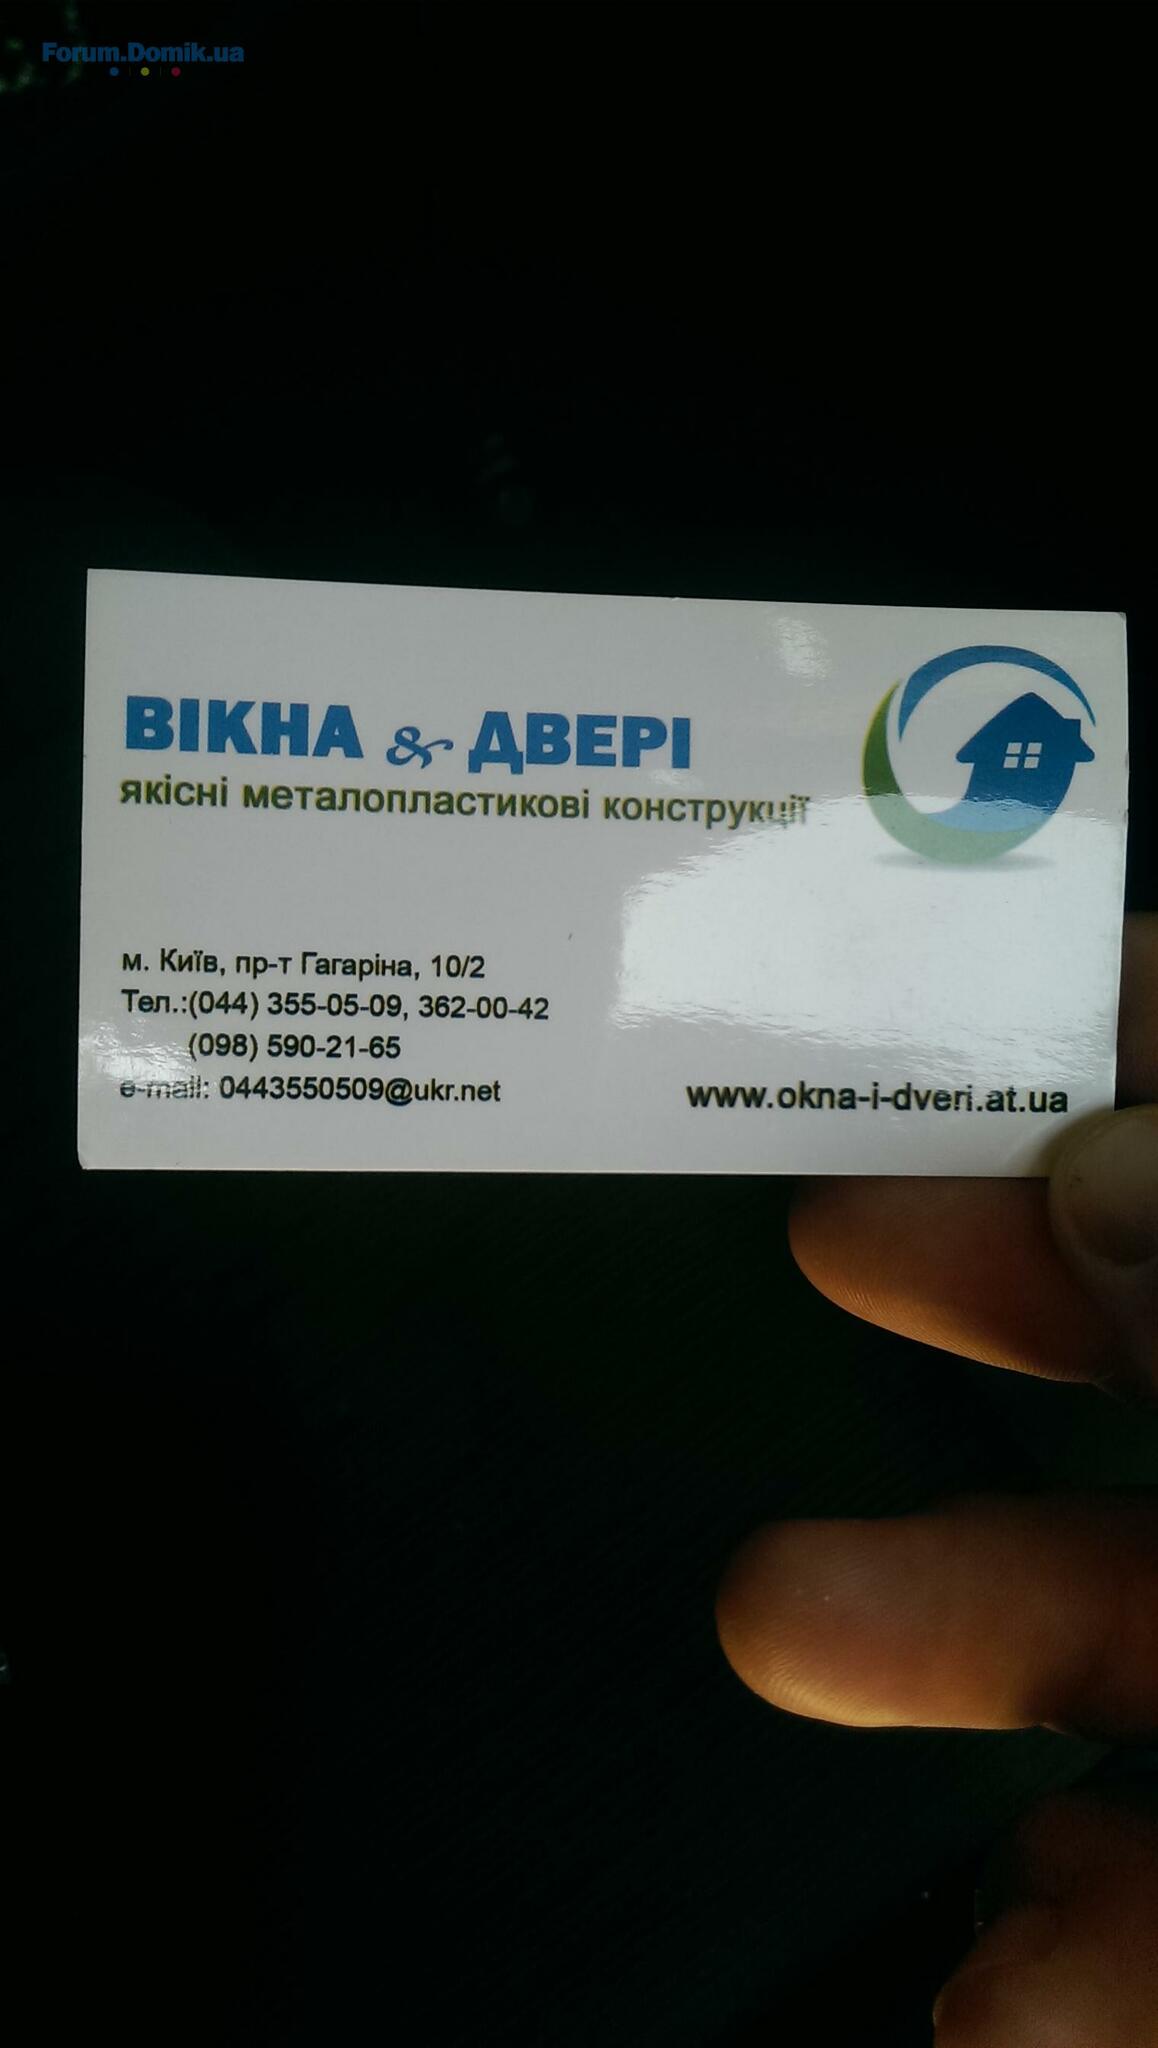 Forum.Domik.ua
ВІКНА & ДВЕРІ
якісні металопластикові конструкції
м. Київ, пр-т Гагаріна, 10/2
Тел.:(044) 355-05-09, 362-00-42
(098) 590-21-65
e-mail: 0443550509@ukr.net
www.okna-i-dveri.at.ua